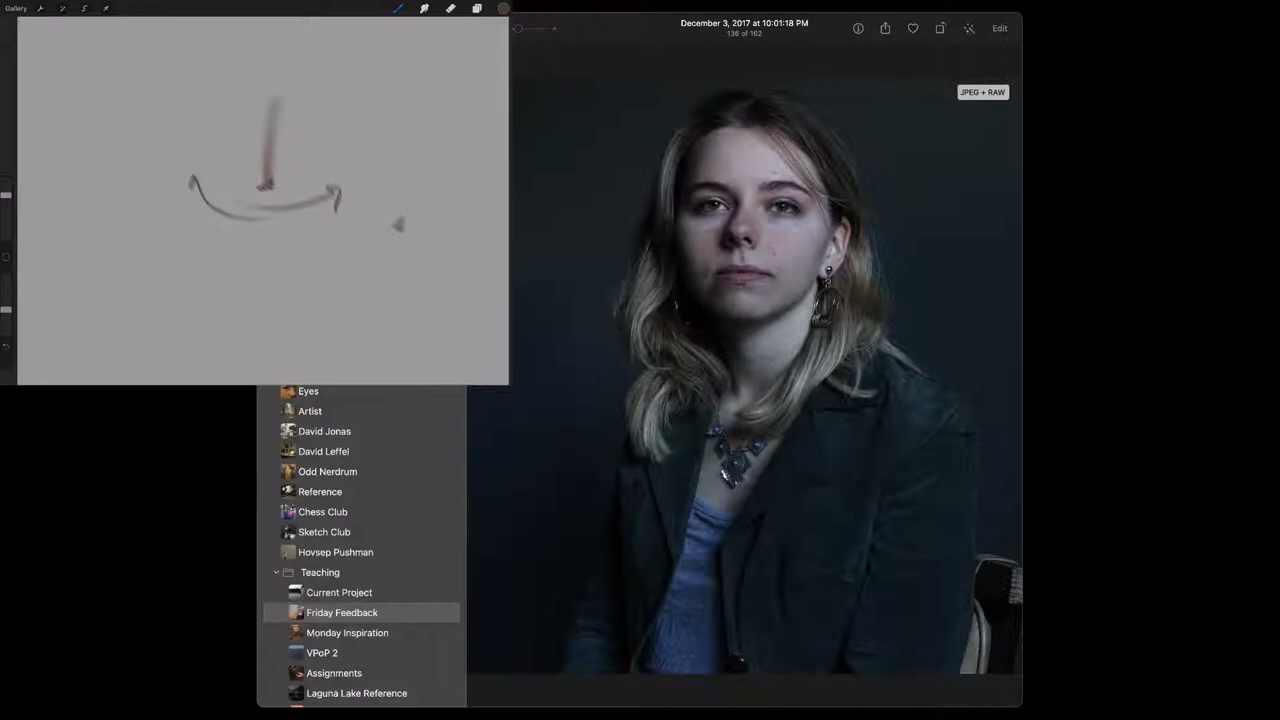 Gallery
December 3, 2017 at 10:01:18 PM
136 of 162
Edit
JPEG + RAW
Eyes
Artist
David Jonas
David Leffel
Odd Nerdrum
Reference
Chess Club
Sketch Club
Hovsep Pushman
Teaching
Current Project
Friday Feedback
Monday Inspiration
VPoP 2
Assignments
Laguna Lake Reference